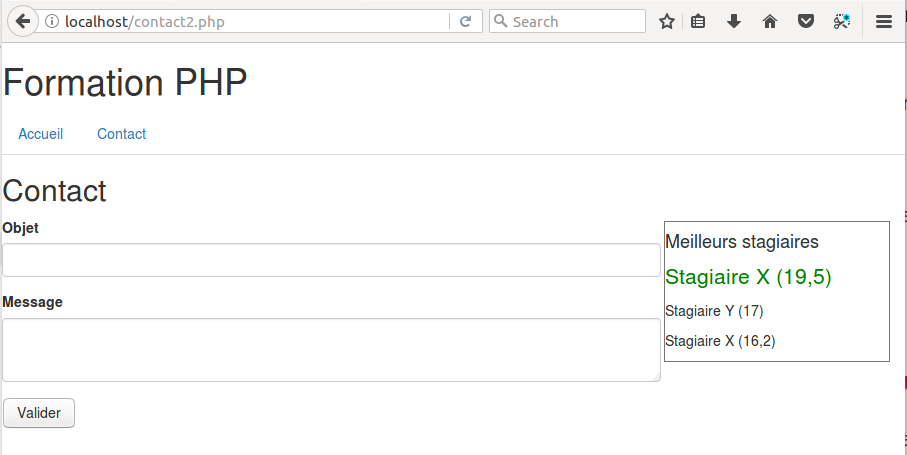 localhost/contact2.php
Search
Formation PHP
Accueil Contact
Contact
Objet
Message
Valider
Meilleurs stagiaires
Stagiaire X (19,5)
Stagiaire Y (17)
Stagiaire X (16,2)